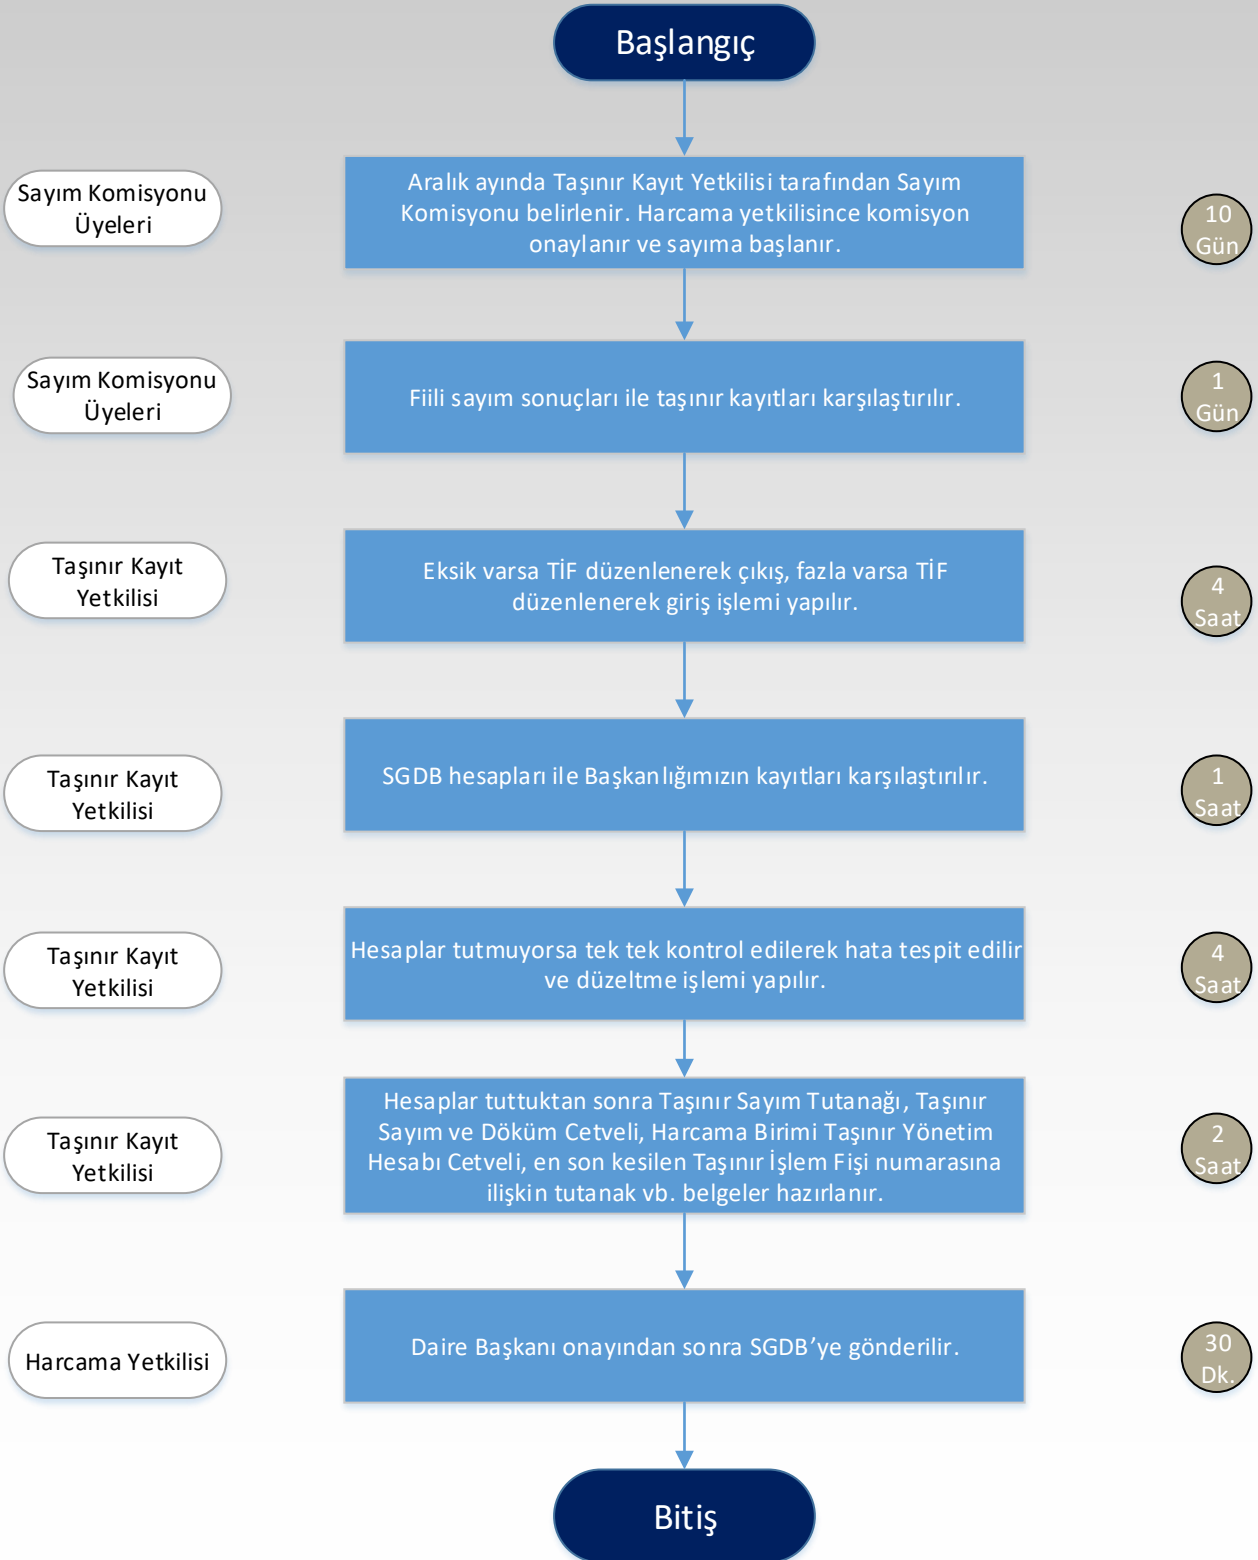 Başlangıç
Sayım Komisyonu
Üyeleri
Aralık ayında Taşınır Kayıt Yetkilisi tarafından Sayım
Komisyonu belirlenir. Harcama yetkilisince komisyon
onaylanır ve sayıma başlanır.
10
Gün
Sayım Komisyonu
Üyeleri
Fiili sayım sonuçları ile taşınır kayıtları karşılaştırılır.
1
Gün
Taşınır Kayıt
Yetkilisi
Eksik varsa TİF düzenlenerek çıkış, fazla varsa TİF
düzenlenerek giriş işlemi yapılır.
4
Saat
Taşınır Kayıt
Yetkilisi
SGDB hesapları ile Başkanlığımızın kayıtları karşılaştırılır.
1
Saat
Taşınır Kayıt
Yetkilisi
Hesaplar tutmuyorsa tek tek kontrol edilerek hata tespit edilir
ve düzeltme işlemi yapılır.
4
Saat
Taşınır Kayıt
Yetkilisi
Hesaplar tuttuktan sonra Taşınır Sayım Tutanağı, Taşınır
Sayım ve Döküm Cetveli, Harcama Birimi Taşınır Yönetim
Hesabı Cetveli, en son kesilen Taşınır İşlem Fişi numarasına
ilişkin tutanak vb. belgeler hazırlanır.
2
Saat
Harcama Yetkilisi
Daire Başkanı onayından sonra SGDB’ye gönderilir.
30
Dk.
Bitiş